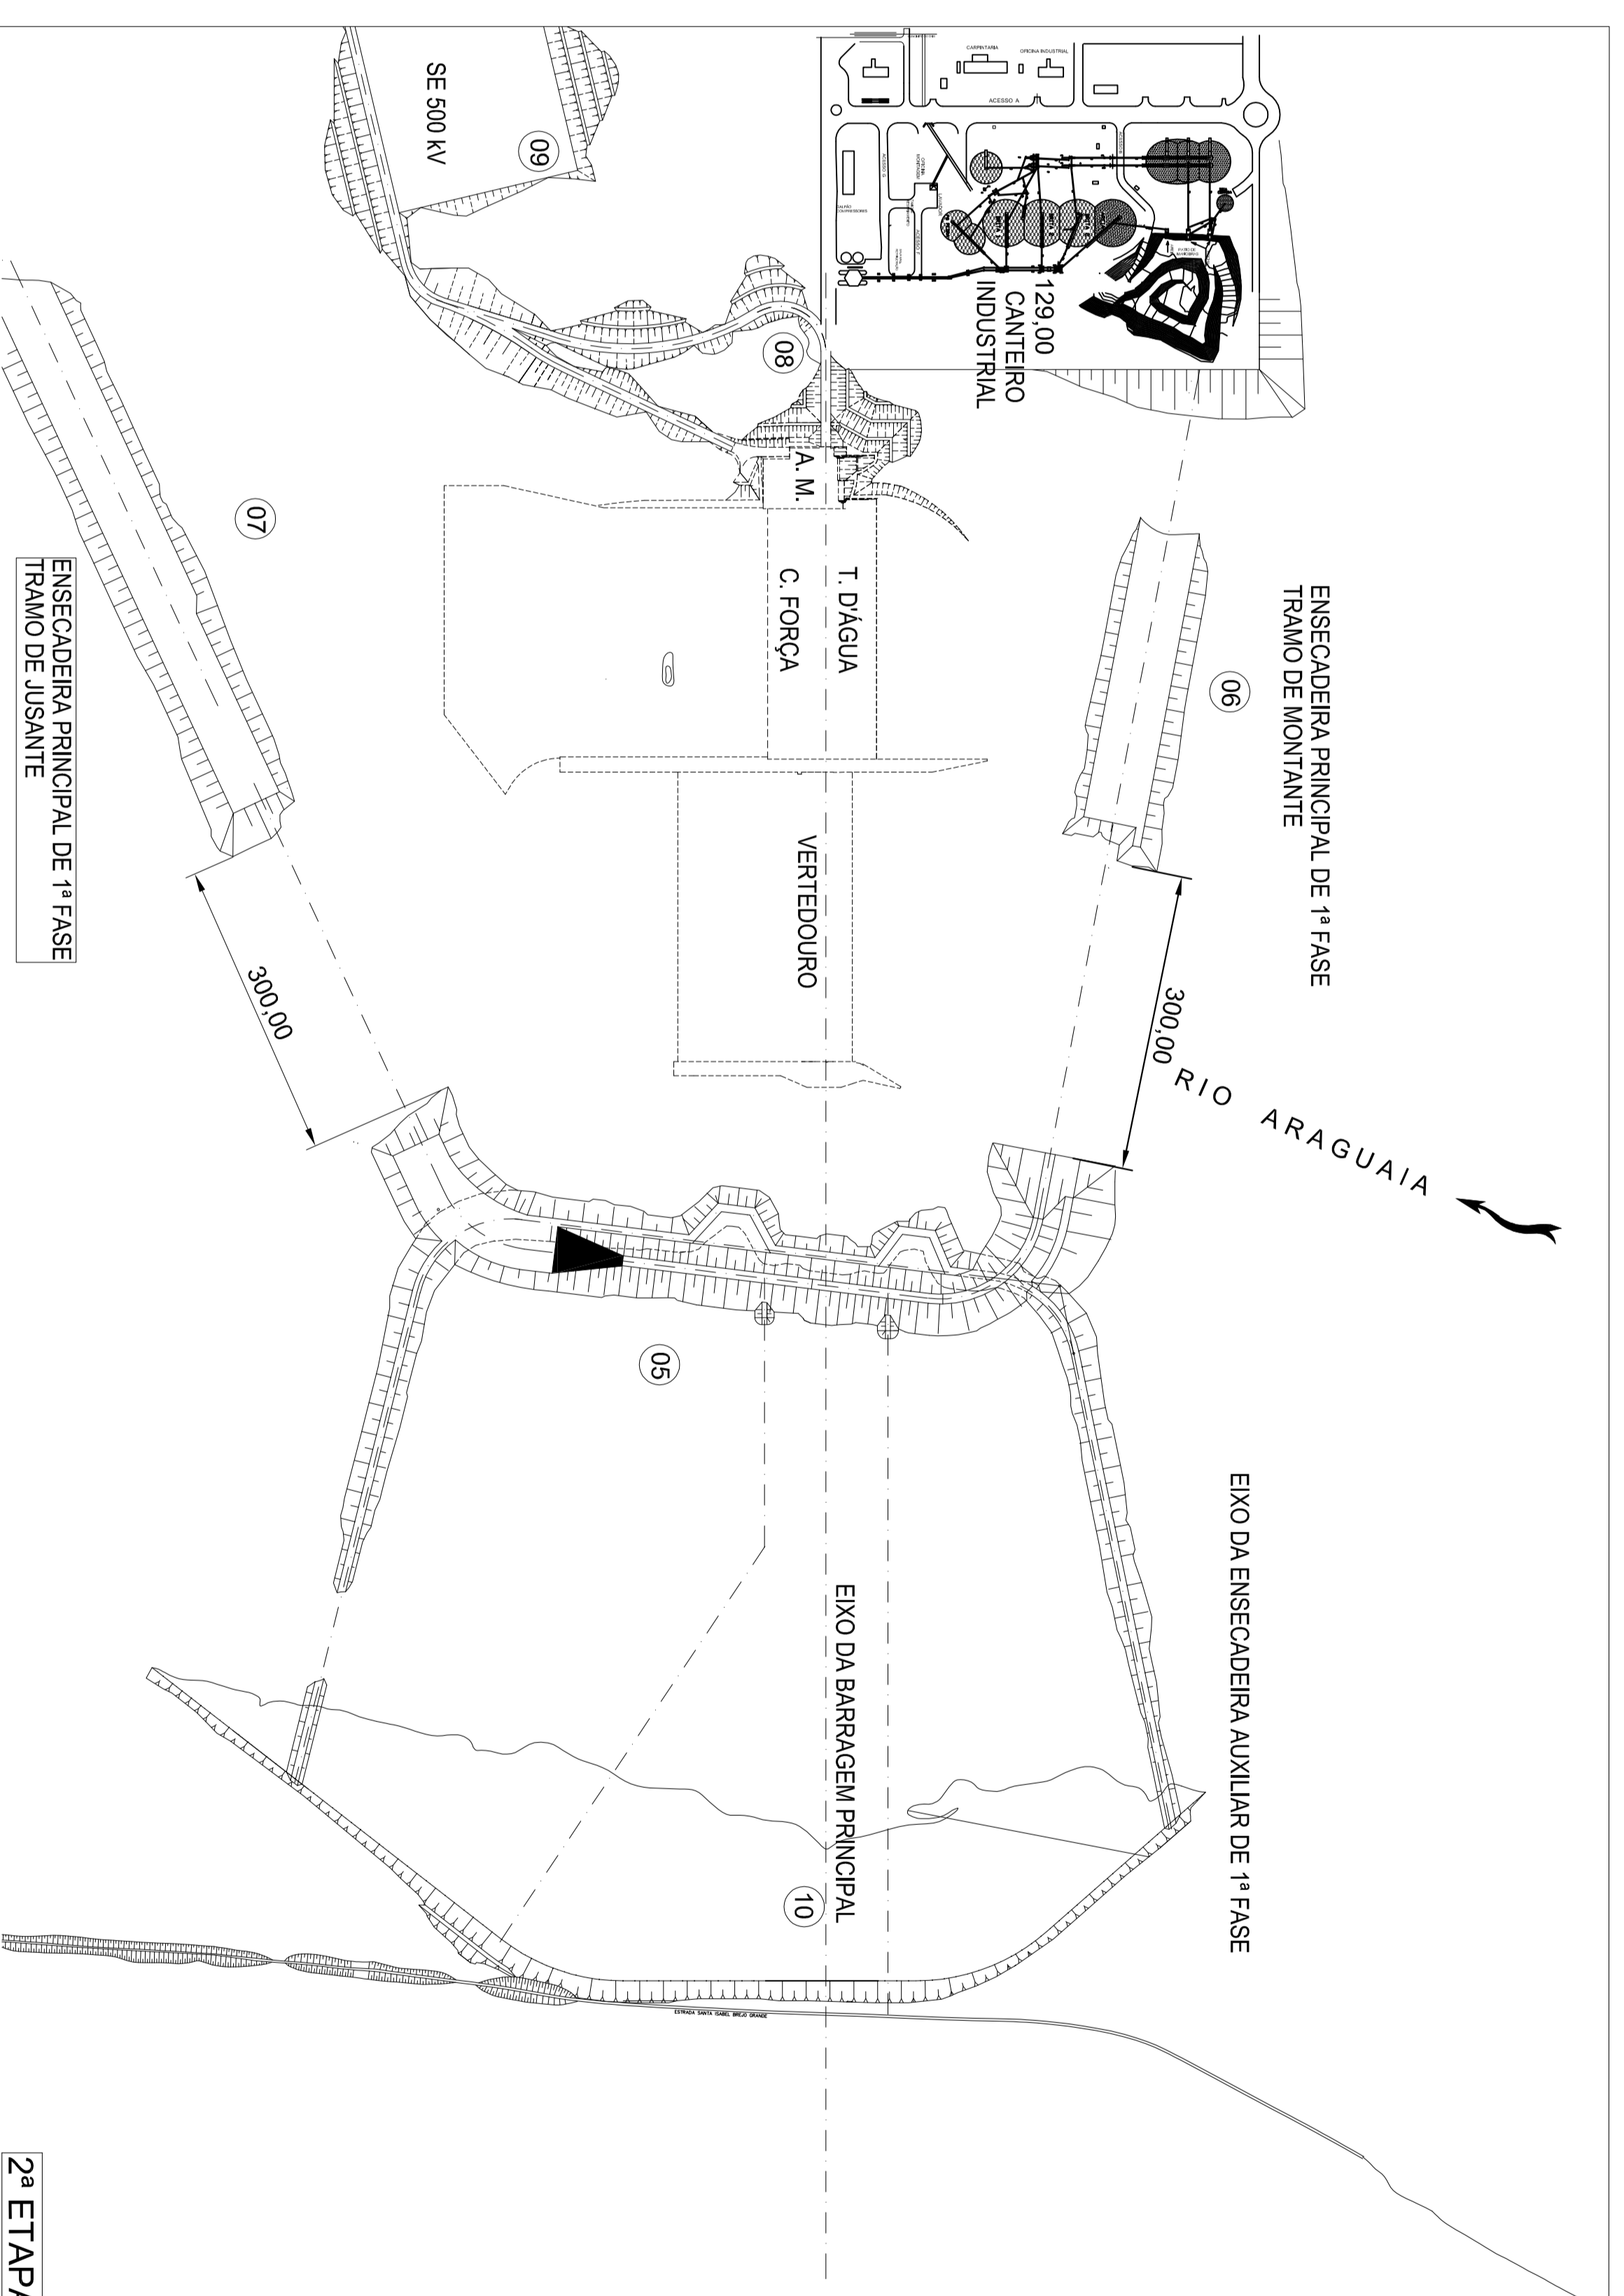 ENSECADEIRA PRINCIPAL DE 1ª FASE
TRAMO DE MONTANTE
RIO ARAGUAIA
EIXO DA ENSECADEIRA AUXILIAR DE 1ª FASE
06
300,00
CARPINTARIA
OFICINA INDUSTRIAL
ACESSO A
ACESSO G
ACESSO F
129,00
CANTEIRO
INDUSTRIAL
SE 500 kV
09
08
A. M.
T. D'ÁGUA
C. FORÇA
VERTEDOURO
05
EIXO DA BARRAGEM PRINCIPAL
10
ESTRADA SANTA ISABEL BREJO GRANDE
07
300,00
ENSECADEIRA PRINCIPAL DE 1ª FASE
TRAMO DE JUSANTE
2ª ETAPA